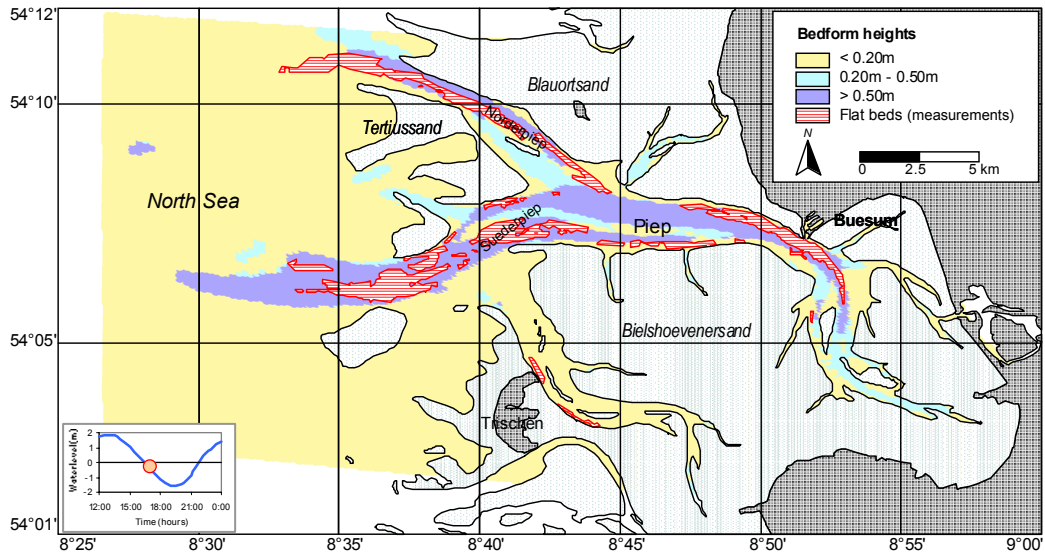 54°12'
54°10'
54°05'
54°01'
8°25'
8°30'
8°35'
8°40'
8°45'
8°50'
8°55'
9°00'
Bedform heights
< 0.20m
0.20m - 0.50m
> 0.50m
Flat beds (measurements)
N
0 2.5 5 km
Blauortsand
Tertiussand
Norderpiep
North Sea
Suederpiep
Piep
Buesum
Bielshoevenersand
Trischen
Waterlevel(m)
2
1
0
-1
-2
12:00 15:00 18:00 21:00 0:00
Time (hours)